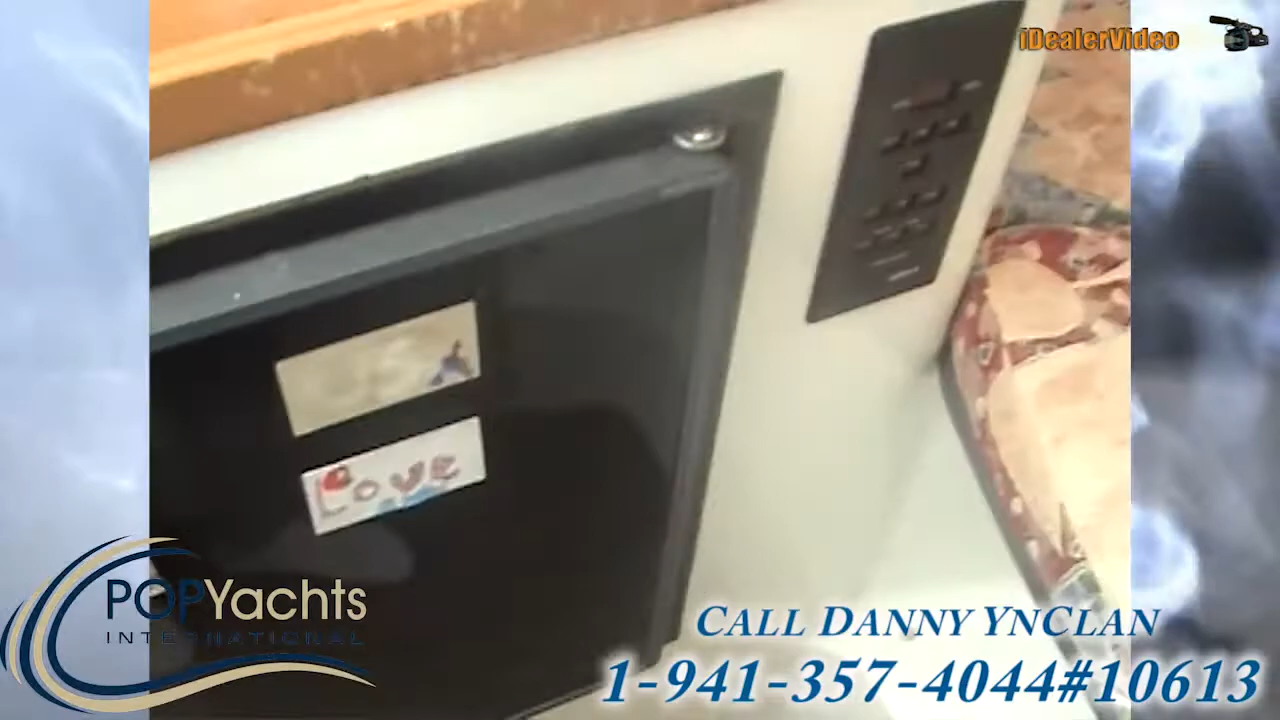 iDealerVideo
Love
POPYachts
INTERNATIONAL
CALL DANNY YNCLAN
1-941-357-4044#10613